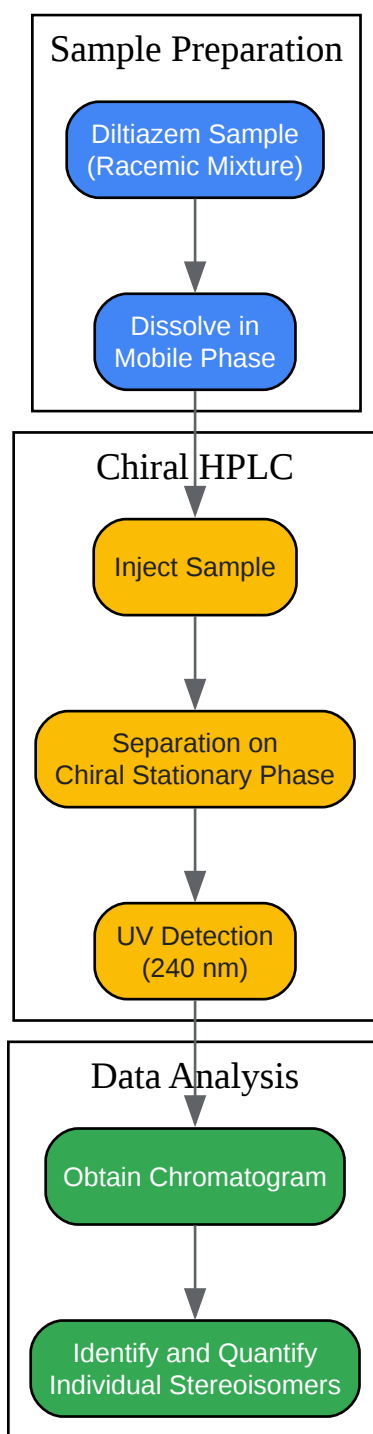 Sample Preparation
Diltiazem Sample
(Racemic Mixture)
Dissolve in
Mobile Phase
Chiral HPLC
Inject Sample
Separation on
Chiral Stationary Phase
UV Detection
(240 nm)
Data Analysis
Obtain Chromatogram
Identify and Quantify
Individual Stereoisomers